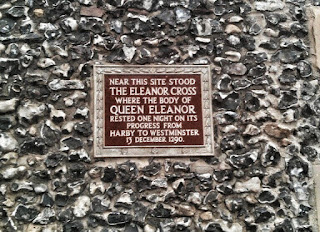 NEAR THIS SITE STOOD
THE ELEANOR CROSS
WHERE THE BODY OF
QUEEN ELEANOR
RESTED ONE NIGHT ON ITS
PROGRESS FROM
HARBY TO WESTMINSTER
13 DECEMBER 1290.